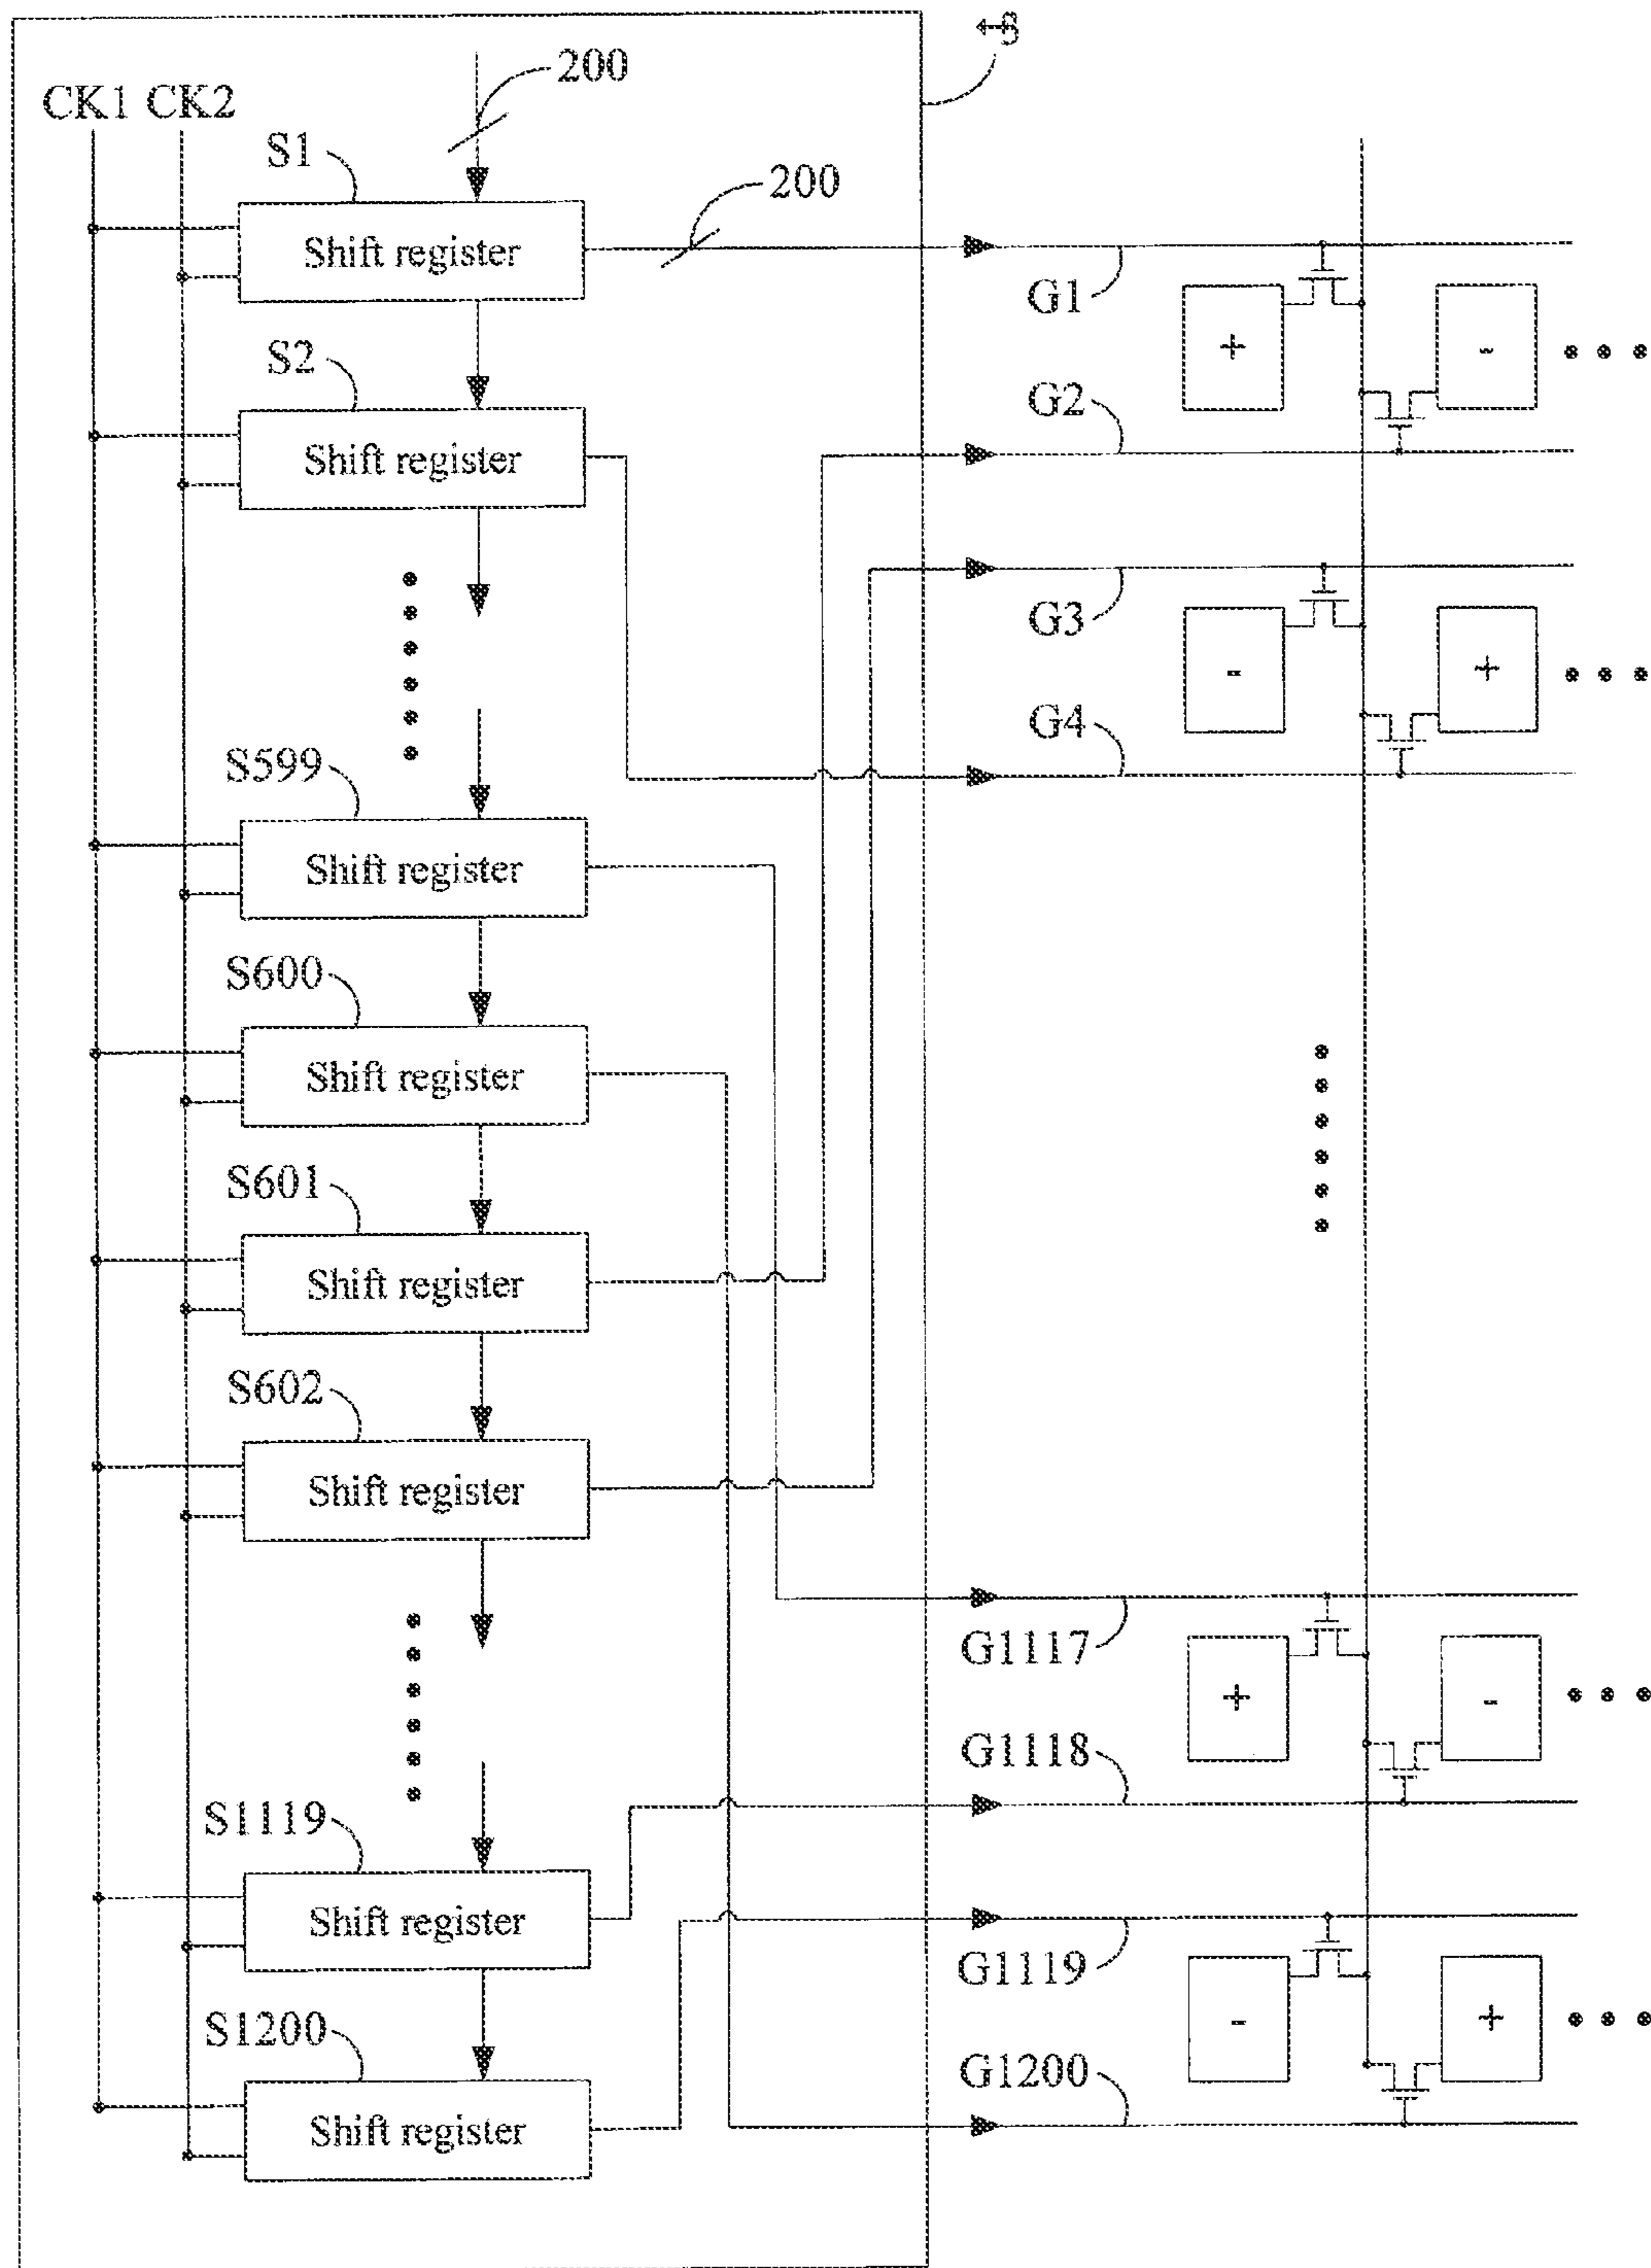 200
CK1 CK2
S1
200
Shift register
G1
+
-
S2
G2
Shift register
G3
-
+
G4
S599
Shift register
S600
Shift register
S601
Shift register
S602
Shift register
G1117
+
-
G1118
S1119
Shift register
G1119
-
+
S1200
G1200
Shift register